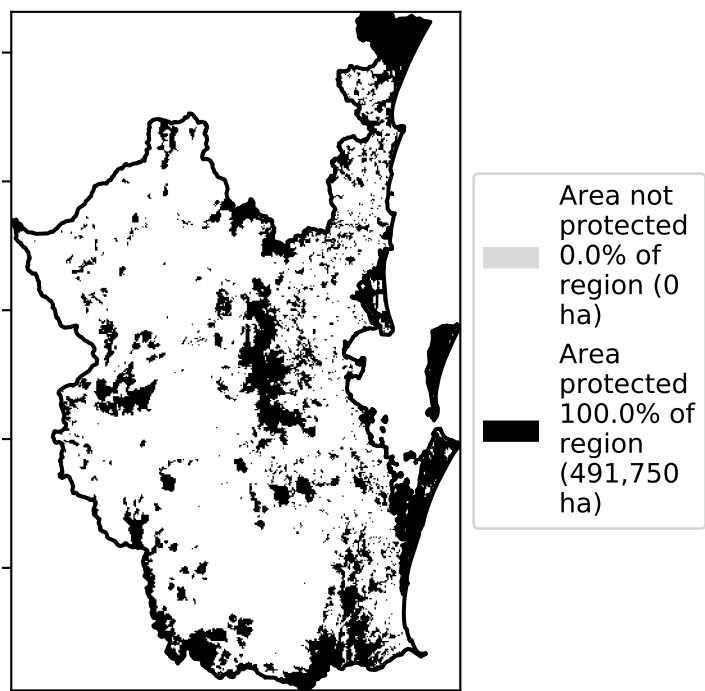 Area not
protected
0.0% of
region (0
ha)
Area
protected
100.0% of
region
(491,750
ha)